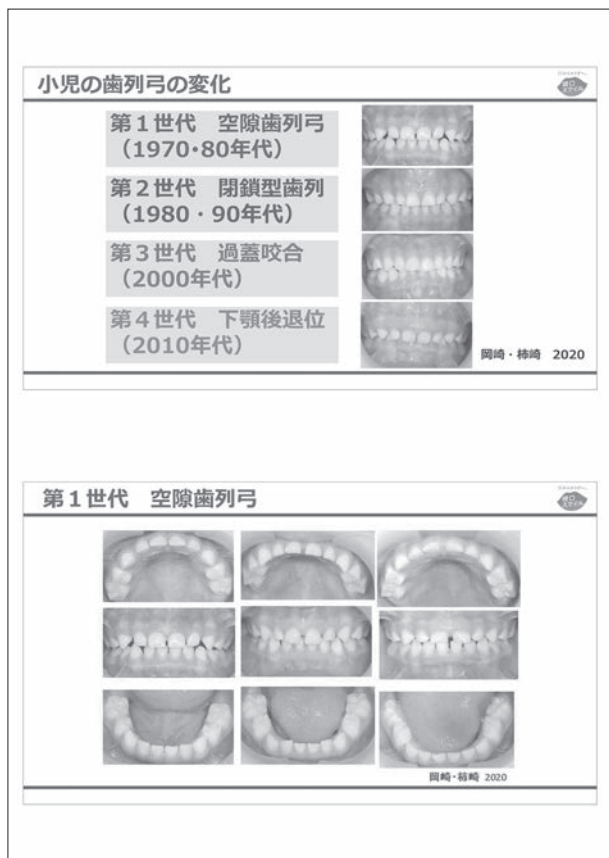 小児の歯列弓の変化
第１世代　空隙歯列弓
（1970･80年代）
第２世代　閉鎖型歯列
（1980・90年代）
第３世代　過蓋咬合
（2000年代）
第４世代　下顎後退位
（2010年代）
岡崎・柿崎　2020
第１世代　空隙歯列弓
岡崎・柿崎 2020